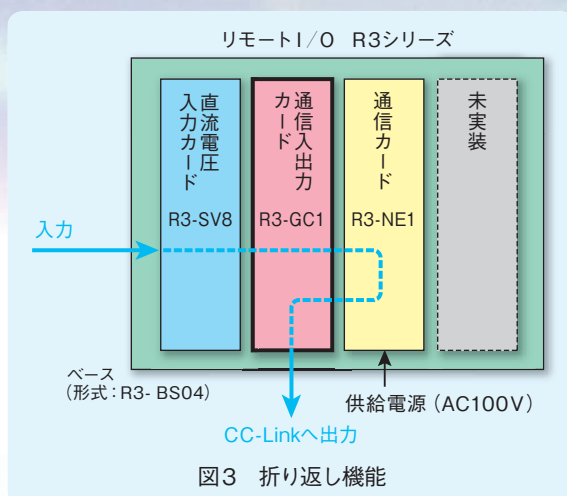 リモートI/O R3シリーズ
直流電圧
入力カード
R3-SV8
通信入出力
カード
R3-GC1
通信カード
R3-NE1
未実装
入力
ベース
(形式:R3- BS04)
供給電源(AC100V)
CC-Linkへ出力
図3 折り返し機能